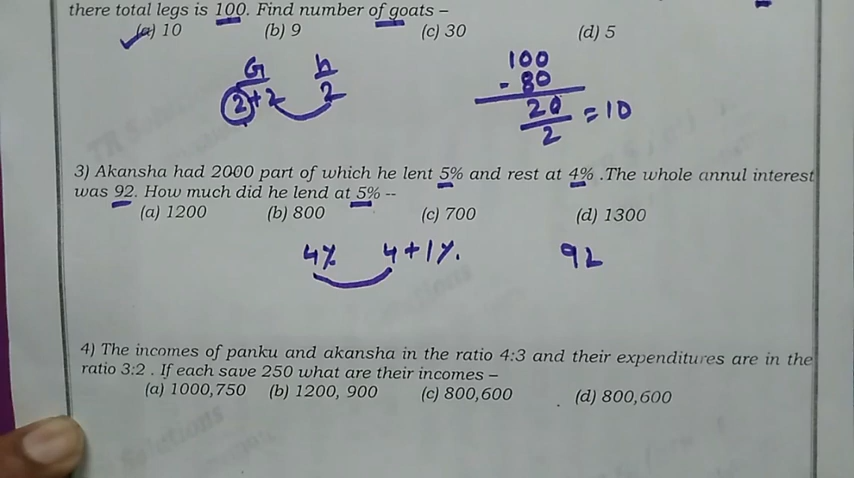 there total legs is 100. Find number of goats –
(a) 10 (b) 9 (c) 30 (d) 5
G h
2+2 2
100
- 80
20
2
= 10
3) Akansha had 2000 part of which he lent 5% and rest at 4% .The whole annul interest
was 92. How much did he lend at 5% --
(a) 1200 (b) 800 (c) 700 (d) 1300
4% 4+1%. 92
4) The incomes of panku and akansha in the ratio 4:3 and their expenditures are in the
ratio 3:2 . If each save 250 what are their incomes –
(a) 1000,750 (b) 1200, 900 (c) 800,600 (d) 800,600